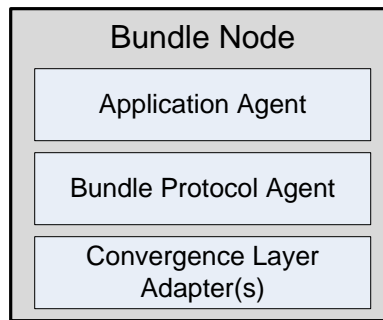 Bundle Node
Application Agent
Bundle Protocol Agent
Convergence Layer
Adapter(s)